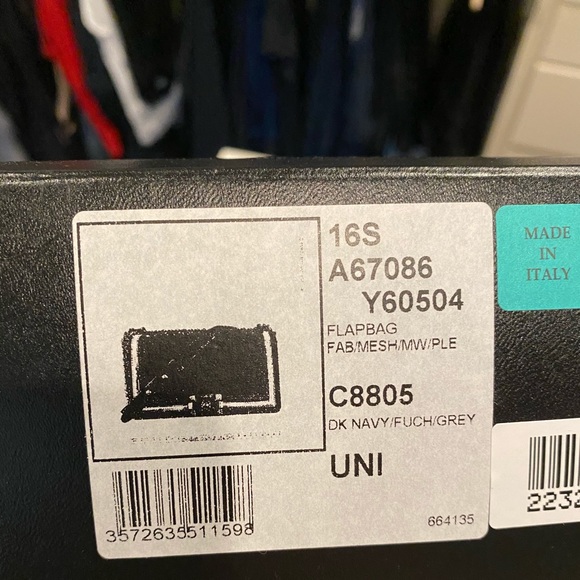 16S
A67086
Y60504
FLAPBAG
FAB/MESH/MW/PLE
C8805
DK NAVY/FUCH/GREY
UNI
664135
3572635511598
MADE
IN
ITALY
2232